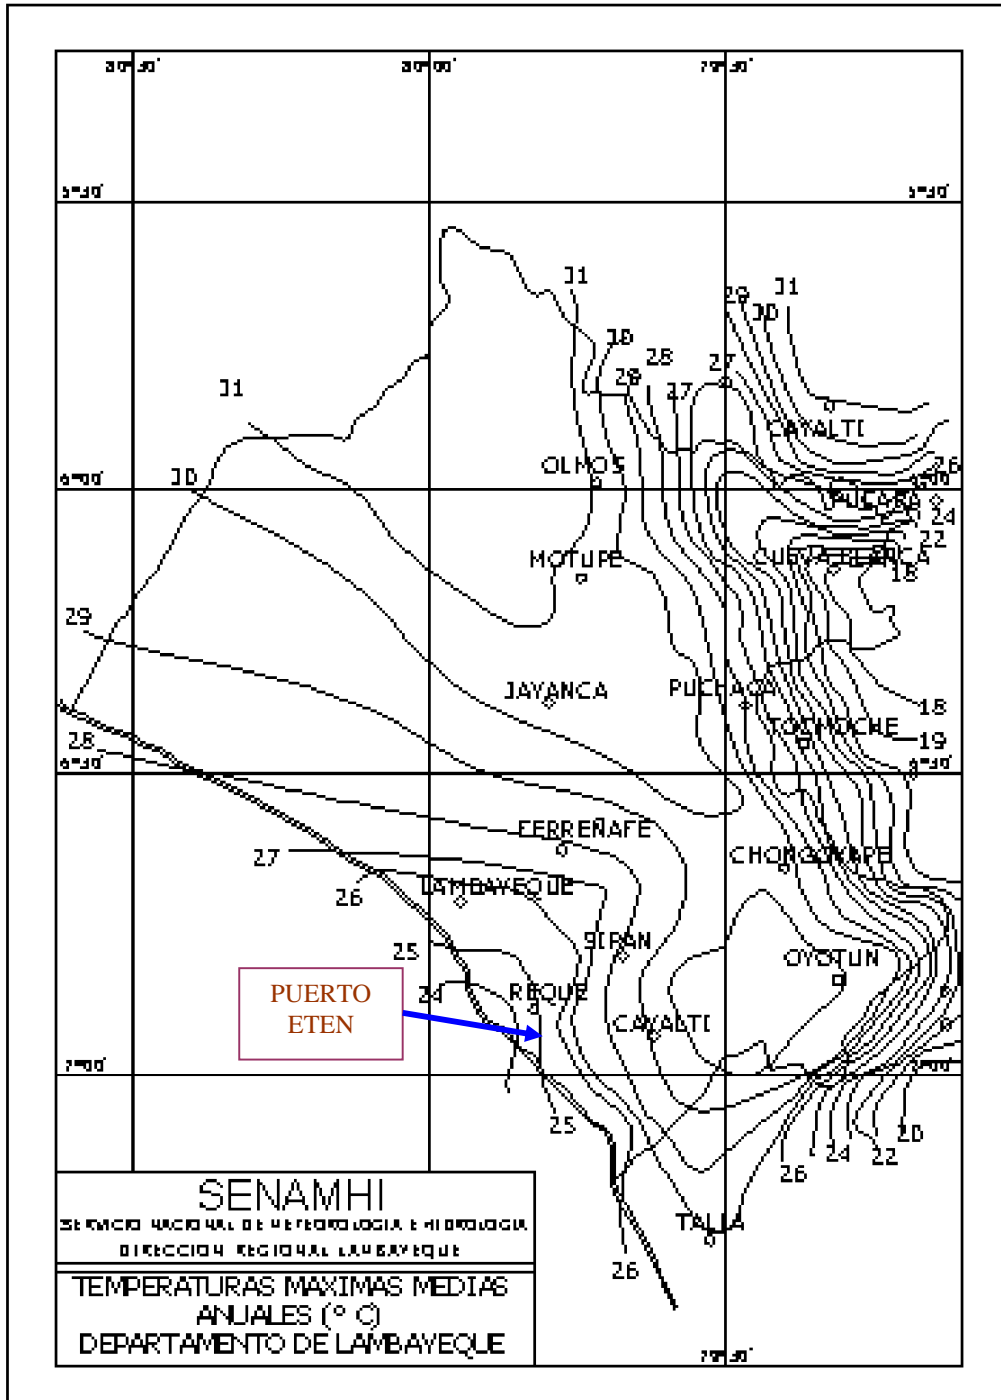 80°30'
80°00'
79°30'
5°30'
5°30'
31
29
31
30
30
28
27
31
29
27
CAYALTI
OLMOS
26
30
6°00'
PUCARA
24
22
MOTUPE
CUEVA BLANCA
18
29
JAYANCA
PUCHACA
18
TOCMOCHE
28
19
6°30'
6°30'
FERREÑAFE
27
CHONGOYAPE
26
LAMBAYEQUE
SIPAN
25
OYOTUN
PUERTO
ETEN
24
REQUE
CAYALTI
7°00'
7°00'
25
20
26
24
22
TALLA
26
SENAMHI
SERVICIO NACIONAL DE METEOROLOGIA E HIDROLOGIA
DIRECCION REGIONAL LAMBAYEQUE
TEMPERATURAS MAXIMAS MEDIAS
ANUALES (° C)
DEPARTAMENTO DE LAMBAYEQUE
79°30'